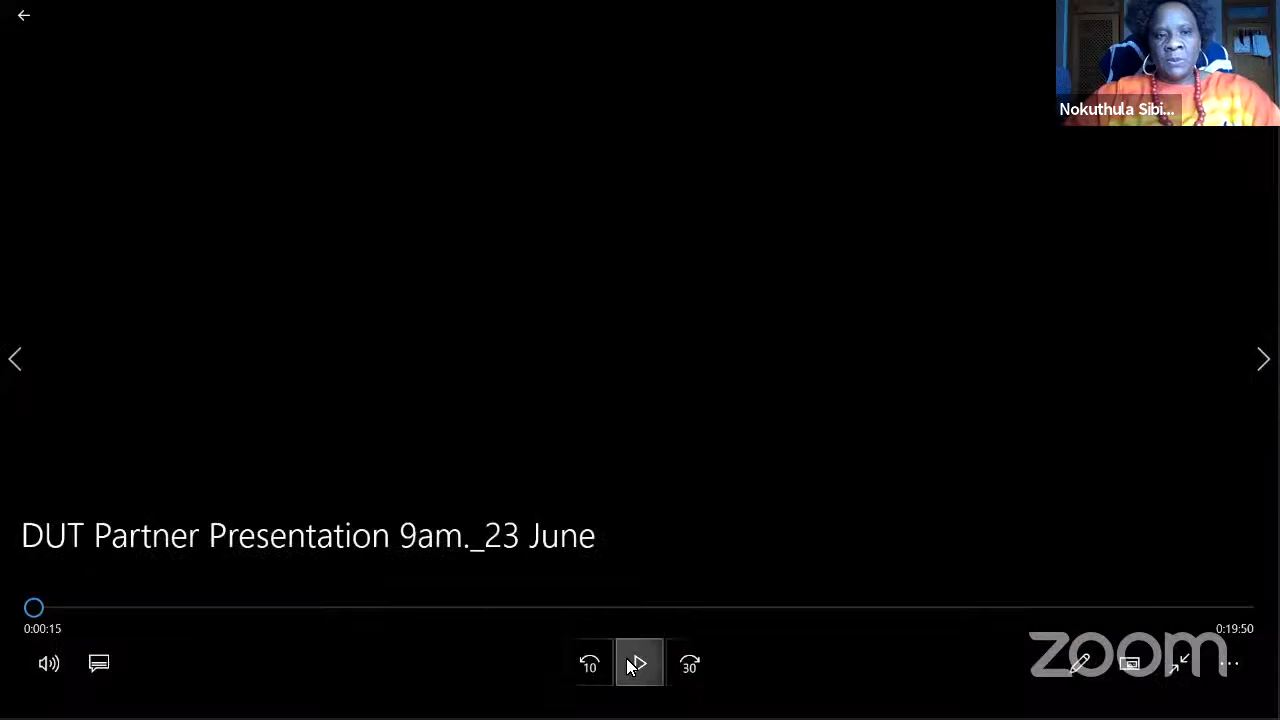 Nokuthula Sibi...
DUT Partner Presentation 9am._23 June
0:00:15
0:19:50
10
30
zoom